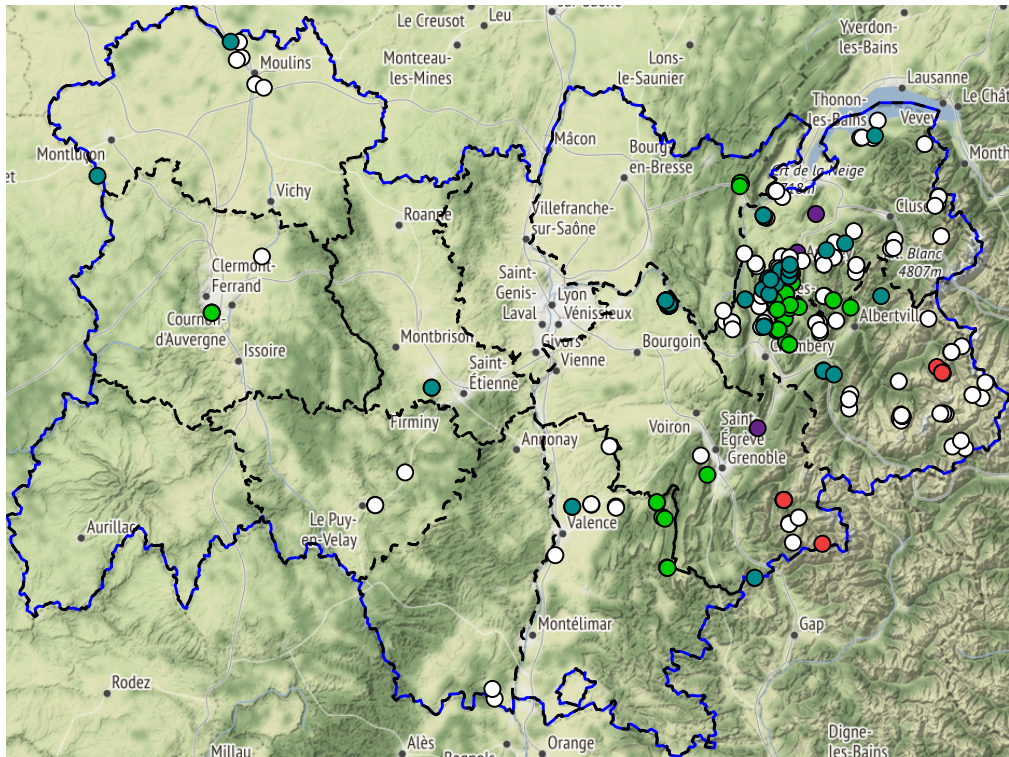 Le Creusot
Leu
Yverdon-
les-Bains
Montceau-
les-Mines
Lons-
le-Saunier
Moulins
Lausanne
Le Chât
Thonon-
les-Bains
Vevey
Montluçon
Mâcon
Bourg-
en-Bresse
Month
et
Vichy
Roanne
Villefranche-
sur-Saône
Cluse
Clermont-
Ferrand
Blanc
4807m
Saint-
Genis-
Laval
Lyon
Vénissieux
Cournon-
d'Auvergne
Albertville
Issoire
Montbrison
Givors
Vienne
Bourgoin
Chambéry
Saint-
Étienne
Firminy
Annonay
Voiron
Saint-
Égrève
Grenoble
Aurillac
Le Puy-
en-Velay
Valence
Montélimar
Gap
Rodez
Millau
Alès
Orange
Digne-
les-Bains